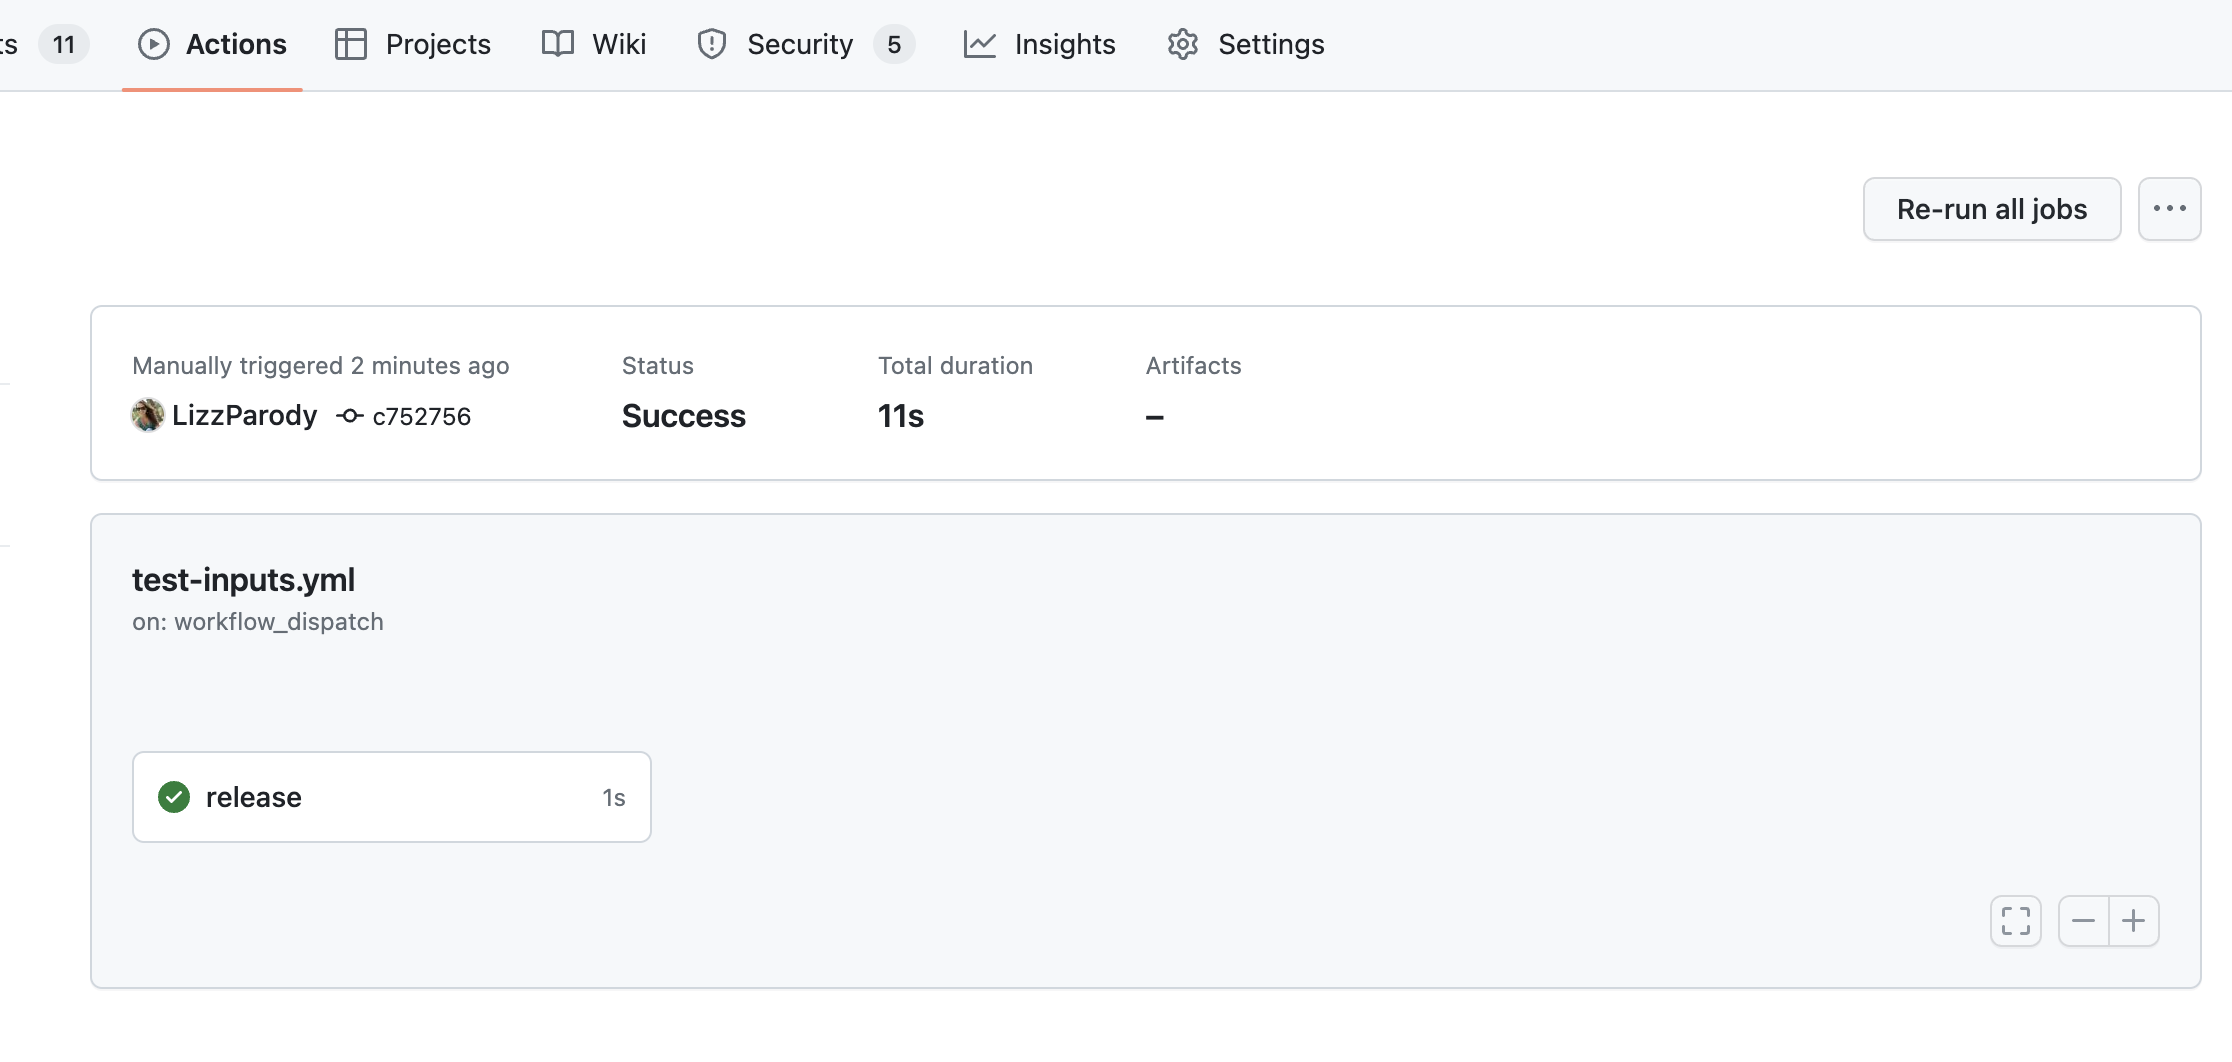 ts 11 Actions Projects Wiki Security 5 Insights Settings
Re-run all jobs
Manually triggered 2 minutes ago Status Total duration Artifacts
LizzParody c752756 Success 11s –
test-inputs.yml
on: workflow_dispatch
release 1s